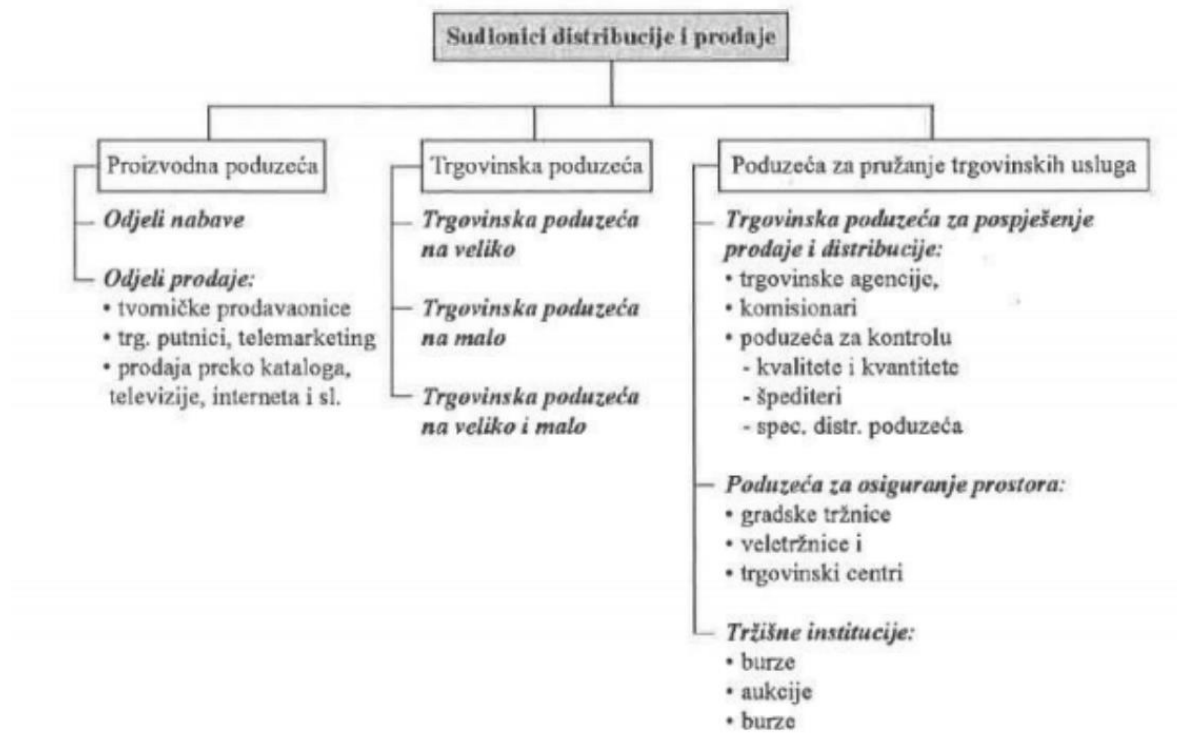 Sudionici distribucije i prodaje
Proizvodna poduzeća
Odjeli nabave
Odjeli prodaje:
• tvorničke prodavaonice
• trg. putnici, telemarketing
• prodaja preko kataloga,
televizije, interneta i sl.
Trgovinska poduzeća
Trgovinska poduzeća
na veliko
Trgovinska poduzeća
na malo
Trgovinska poduzeća
na veliko i malo
Poduzeća za pružanje trgovinskih usluga
Trgovinska poduzeća za pospješenje
prodaje i distribucije:
• trgovinske agencije,
• komisionari
• poduzeća za kontrolu
- kvalitete i kvantitete
- špediteri
- spec. distr. poduzeća
Poduzeća za osiguranje prostora:
• gradske tržnice
• veletržnice i
• trgovinski centri
Tržišne institucije:
• burze
• aukcije
• burze